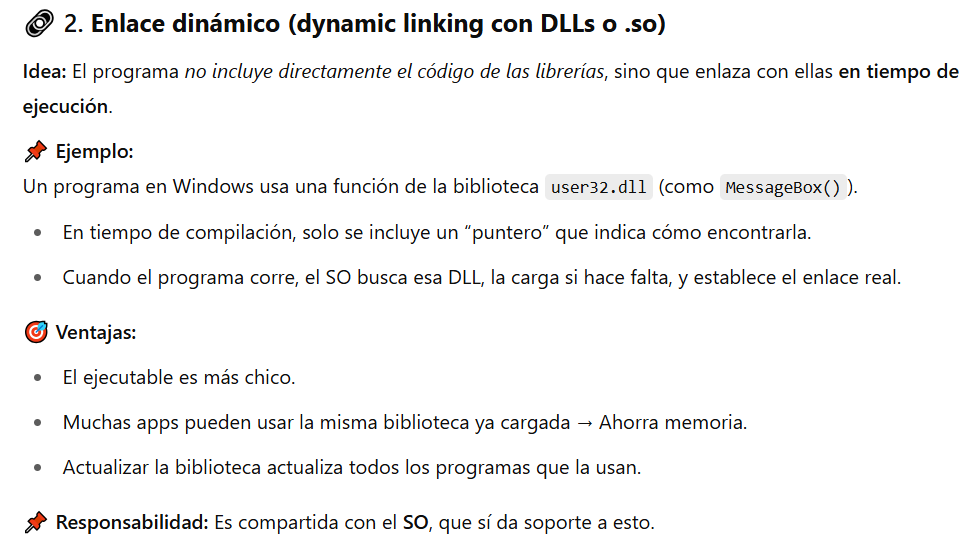 🔗 2. Enlace dinámico (dynamic linking con DLLs o .so)
Idea: El programa no incluye directamente el código de las librerías, sino que enlaza con ellas en tiempo de
ejecución.
📌 Ejemplo:
Un programa en Windows usa una función de la biblioteca user32.dll (como MessageBox()).
• En tiempo de compilación, solo se incluye un “puntero” que indica cómo encontrarla.
• Cuando el programa corre, el SO busca esa DLL, la carga si hace falta, y establece el enlace real.
🎯 Ventajas:
• El ejecutable es más chico.
• Muchas apps pueden usar la misma biblioteca ya cargada → Ahorra memoria.
• Actualizar la biblioteca actualiza todos los programas que la usan.
📌 Responsabilidad: Es compartida con el SO, que sí da soporte a esto.